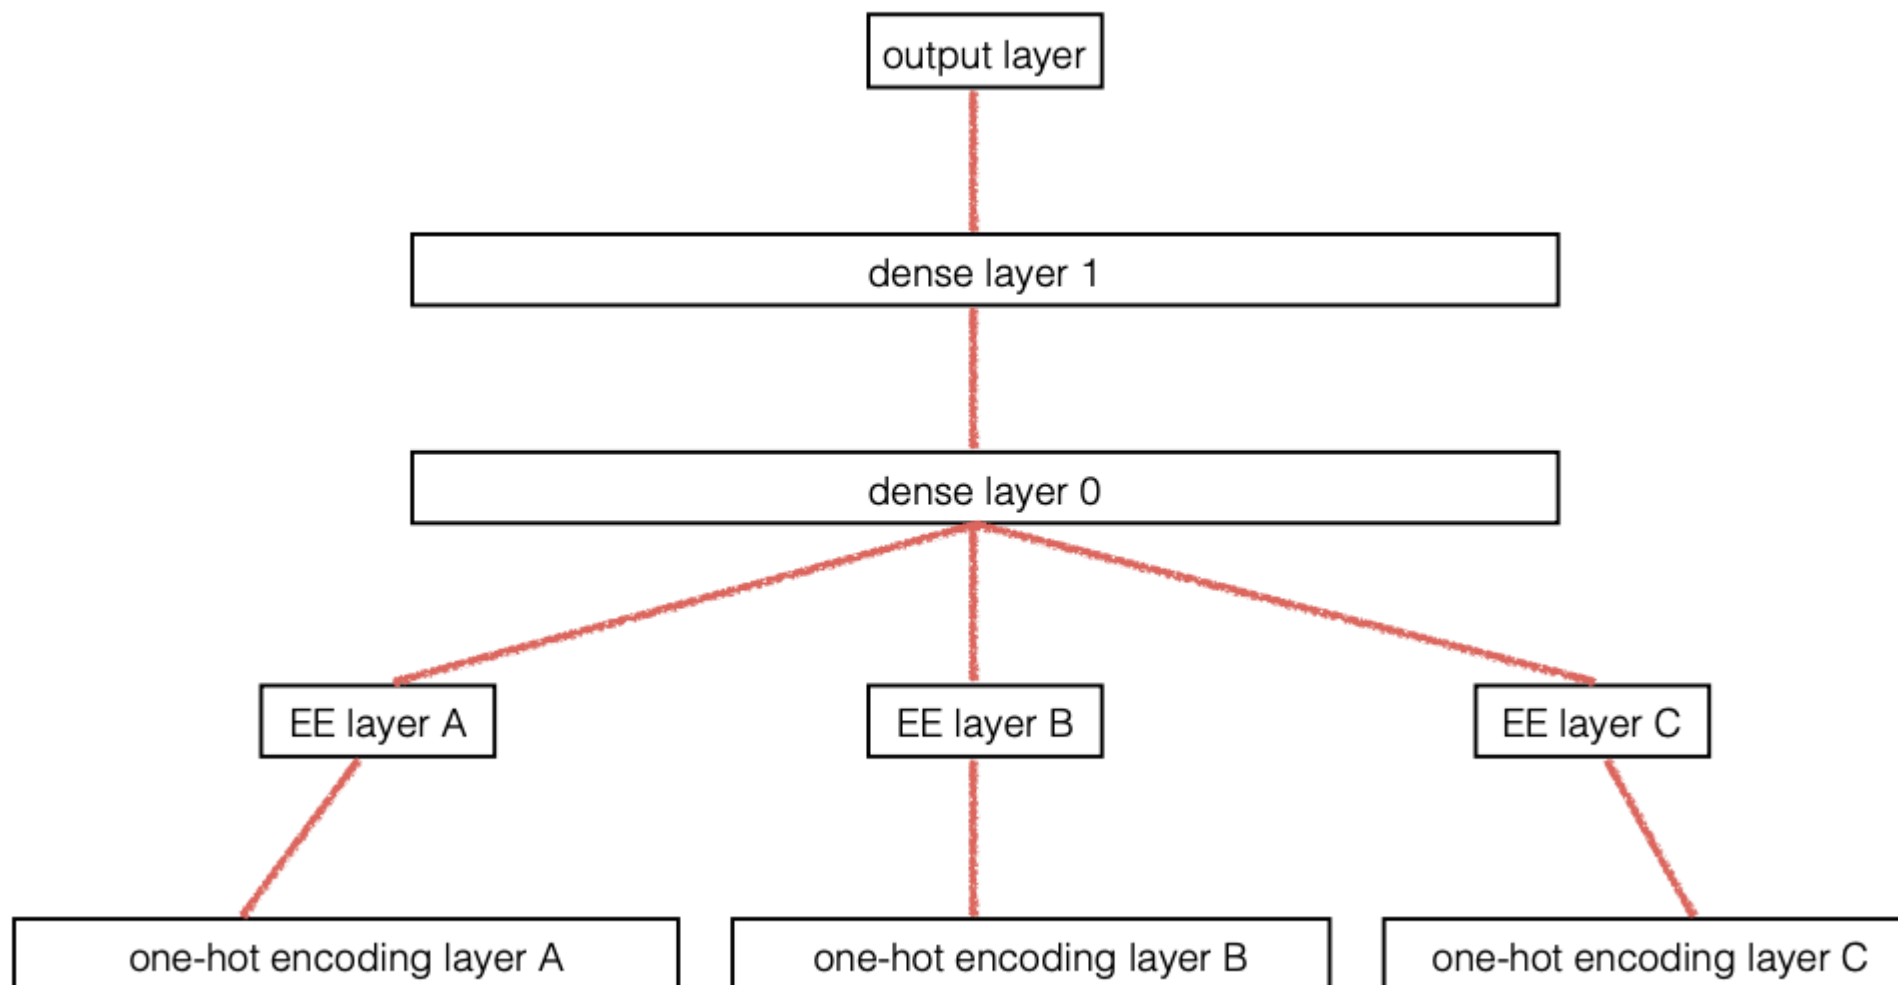 output layer
dense layer 1
dense layer 0
EE layer A
EE layer B
EE layer C
one-hot encoding layer A
one-hot encoding layer B
one-hot encoding layer C